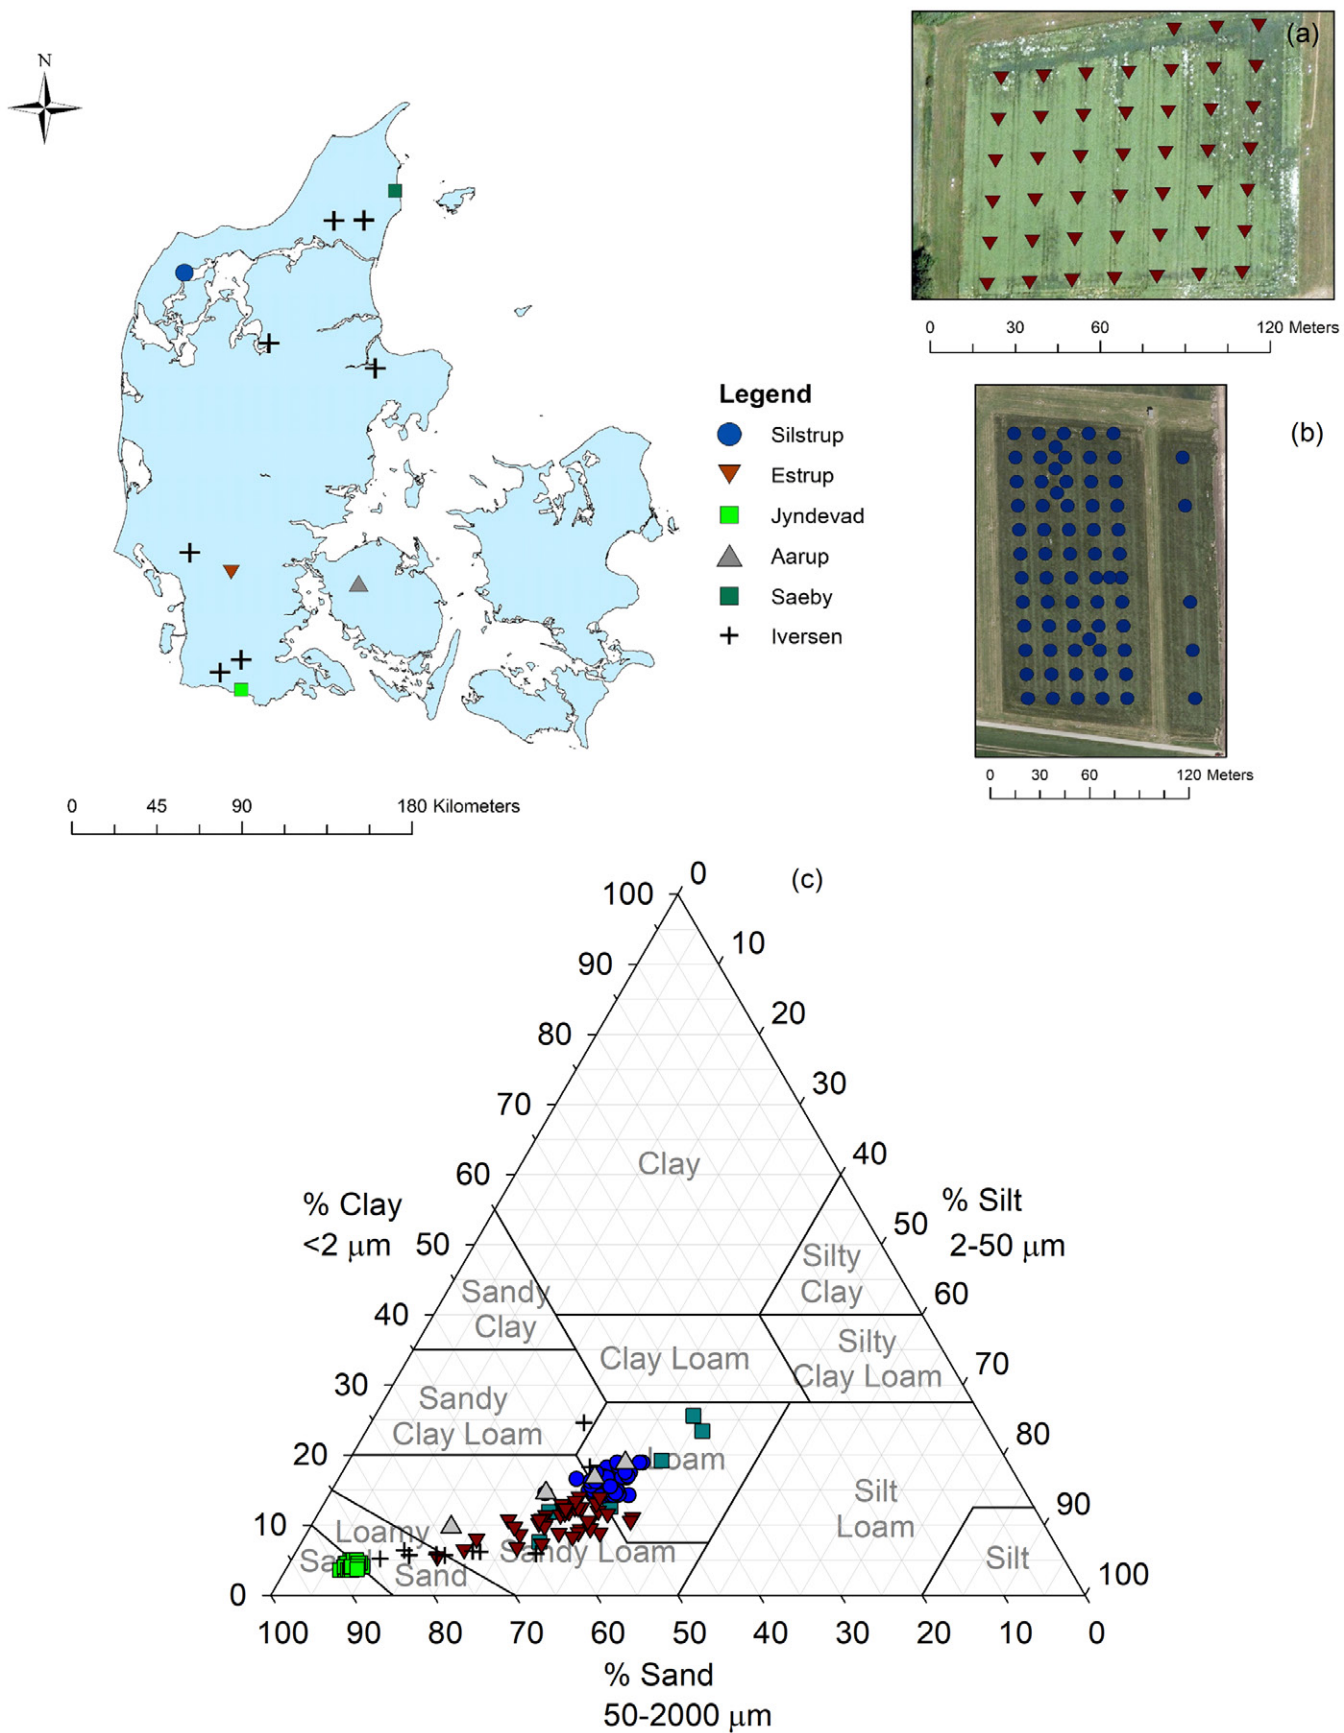 N
(a)
0 30 60 120 Meters
Legend
Silstrup
Estrup
Jyndevad
Aarup
Saeby
Iversen
(b)
0 30 60 120 Meters
0 45 90 180 Kilometers
(c)
100 0
90 10
80 20
70 30
60 40
% Clay
<2 µm
50
% Silt
2-50 µm
50
40 60
30 70
20 80
10 90
0 100
Clay
Silty
Clay
Sandy
Clay
Clay Loam
Silty
Clay Loam
Sandy
Clay Loam
Loam
Silt
Loam
Loamy
Sand
Sandy Loam
Silt
100 90 80 70 60 50 40 30 20 10 0
% Sand
50-2000 µm